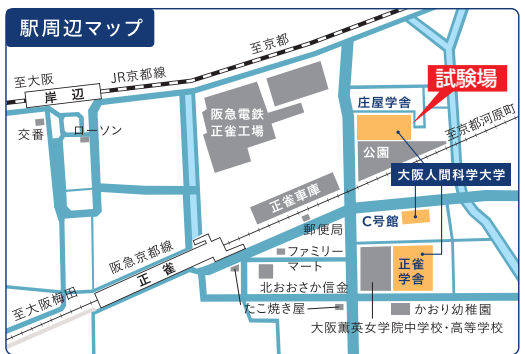 駅周辺マップ
至京都
至大阪
JR京都線
岸辺
交番
ローソン
阪急電鉄
正雀工場
庄屋学舎
試験場
至京都河原町
公園
大阪人間科学大学
正雀車庫
郵便局
C号館
阪急京都線
正雀
ファミリー
マート
北おおさか信金
正雀
学舎
至大阪梅田
たこ焼き屋
かおり幼稚園
大阪薫英女学院中学校・高等学校